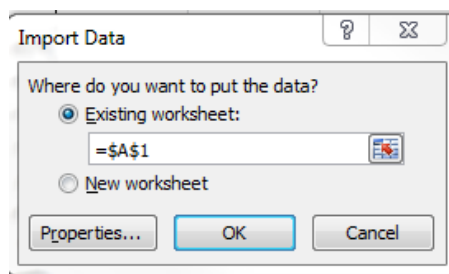 Import Data
Where do you want to put the data?
Existing worksheet:
=$A$1
New worksheet
Properties... OK Cancel